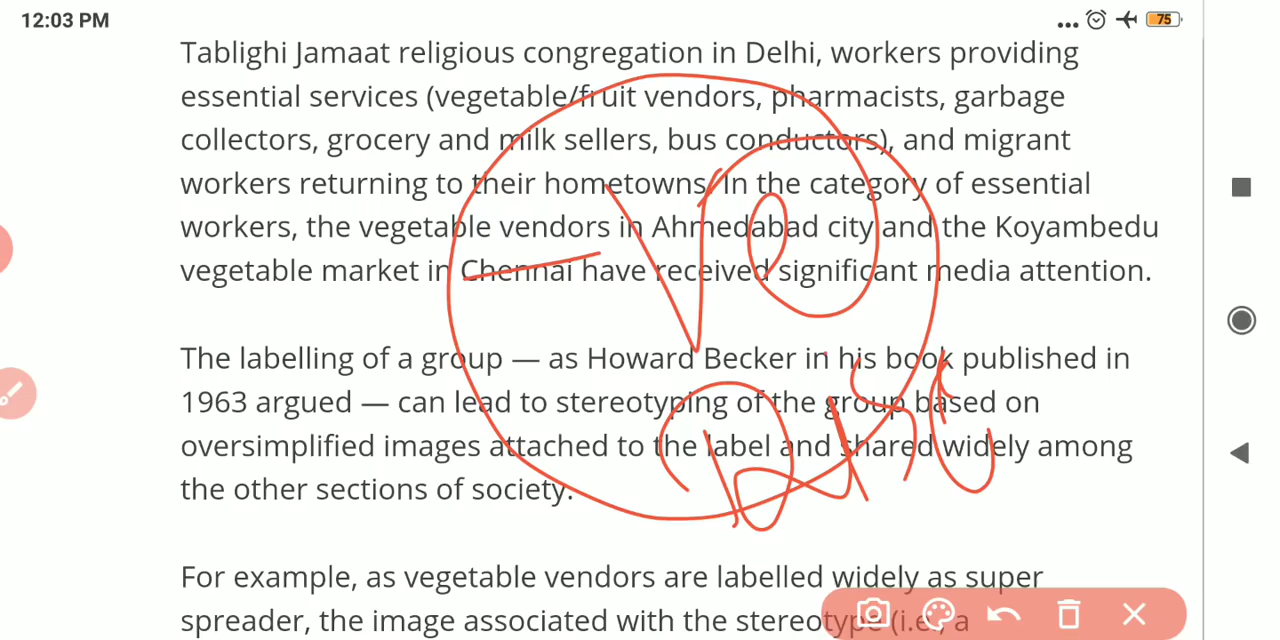 12:03 PM
75
Tablighi Jamaat religious congregation in Delhi, workers providing
essential services (vegetable/fruit vendors, pharmacists, garbage
collectors, grocery and milk sellers, bus conductors), and migrant
workers returning to their hometowns. In the category of essential
workers, the vegetable vendors in Ahmedabad city and the Koyambedu
vegetable market in Chennai have received significant media attention.
-Ve
The labelling of a group — as Howard Becker in his book published in
1963 argued — can lead to stereotyping of the group based on
oversimplified images attached to the label and shared widely among
the other sections of society.
For example, as vegetable vendors are labelled widely as super
spreader, the image associated with the stereotype (i.e., a